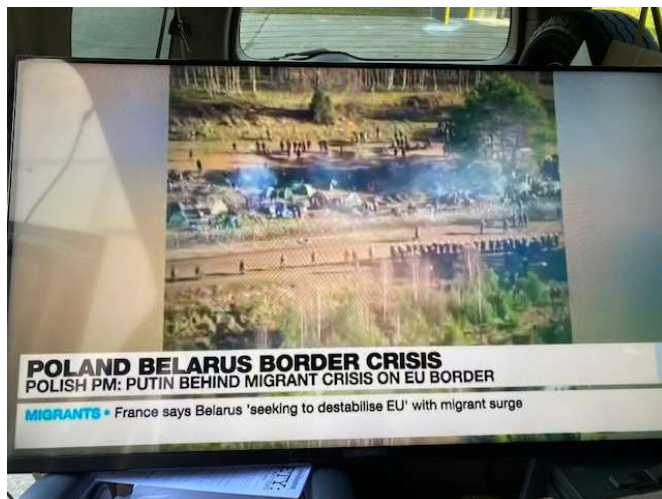 POLAND BELARUS BORDER CRISIS
POLISH PM: PUTIN BEHIND MIGRANT CRISIS ON EU BORDER
MIGRANTS • France says Belarus 'seeking to destabilise EU' with migrant surge